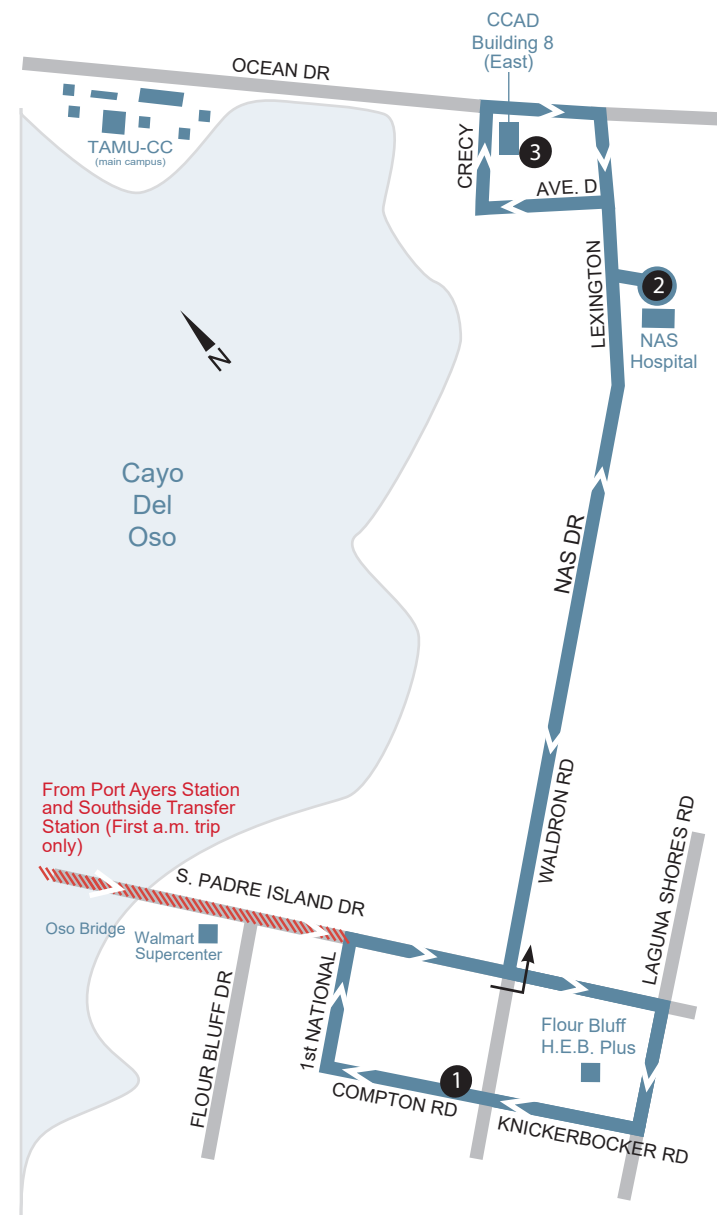 CCAD
Building 8
(East)
OCEAN DR
TAMU-CC
(main campus)
CRECY
3
AVE. D
LEXINGTON
2
NAS
Hospital
N
Cayo
Del
Oso
NAS DR
From Port Ayers Station
and Southside Transfer
Station (First a.m. trip
only)
WALDRON RD
LAGUNA SHORES RD
S. PADRE ISLAND DR
Oso Bridge
Walmart
Supercenter
FLOUR BLUFF DR
1st NATIONAL
Flour Bluff
H.E.B. Plus
1
COMPTON RD
KNICKERBOCKER RD